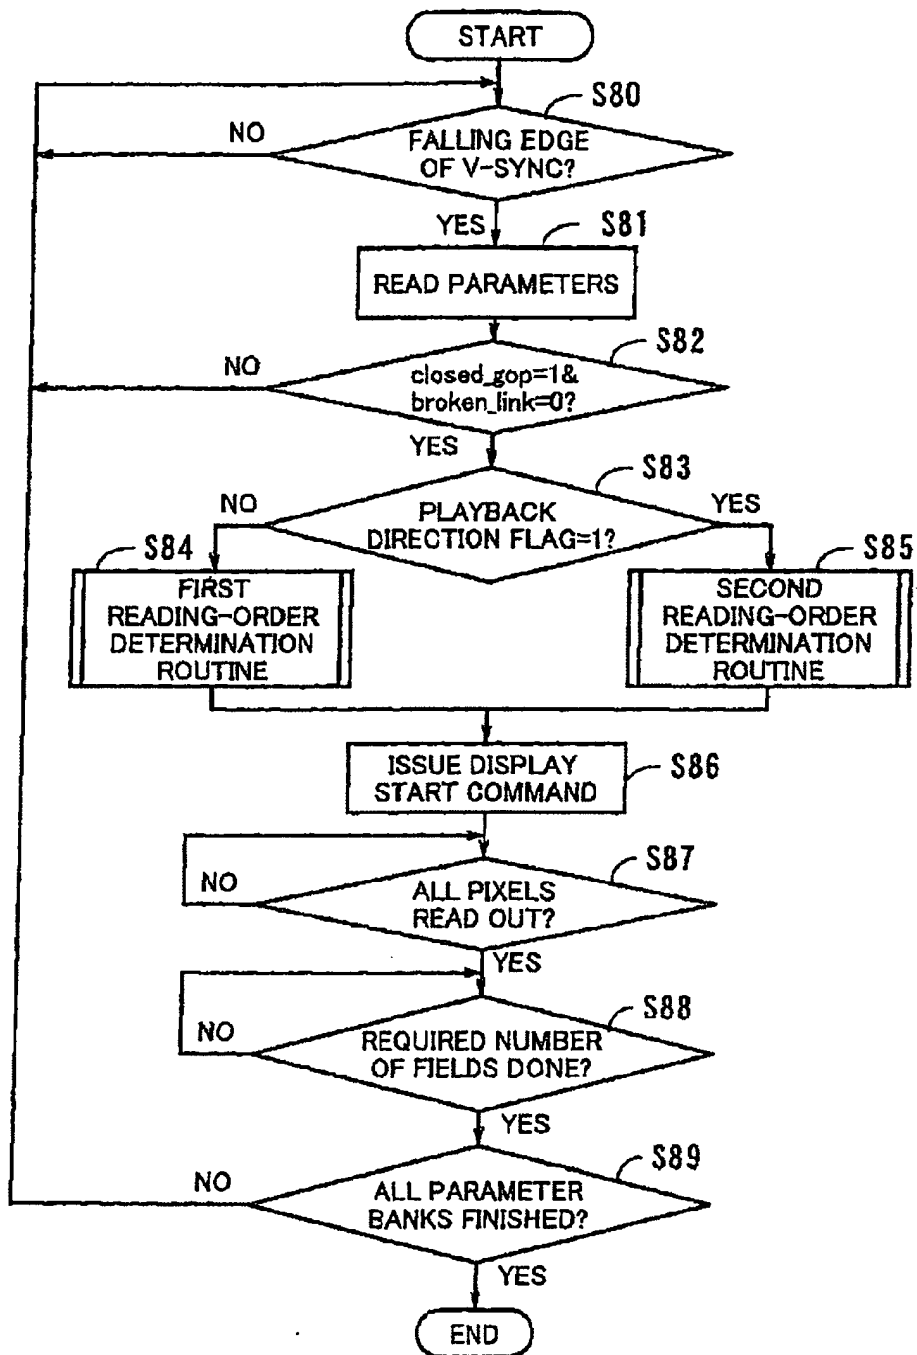 START
S80
NO
FALLING EDGE
OF V-SYNC?
YES
S81
READ PARAMETERS
S82
NO
closed_gop=1&
broken_link=0?
YES
S83
NO
YES
PLAYBACK
DIRECTION FLAG=1?
S84
S85
FIRST
READING-ORDER
DETERMINATION
ROUTINE
SECOND
READING-ORDER
DETERMINATION
ROUTINE
ISSUE DISPLAY
START COMMAND
S86
S87
NO
ALL PIXELS
READ OUT?
YES
S88
NO
REQUIRED NUMBER
OF FIELDS DONE?
YES
S89
NO
ALL PARAMETER
BANKS FINISHED?
YES
END